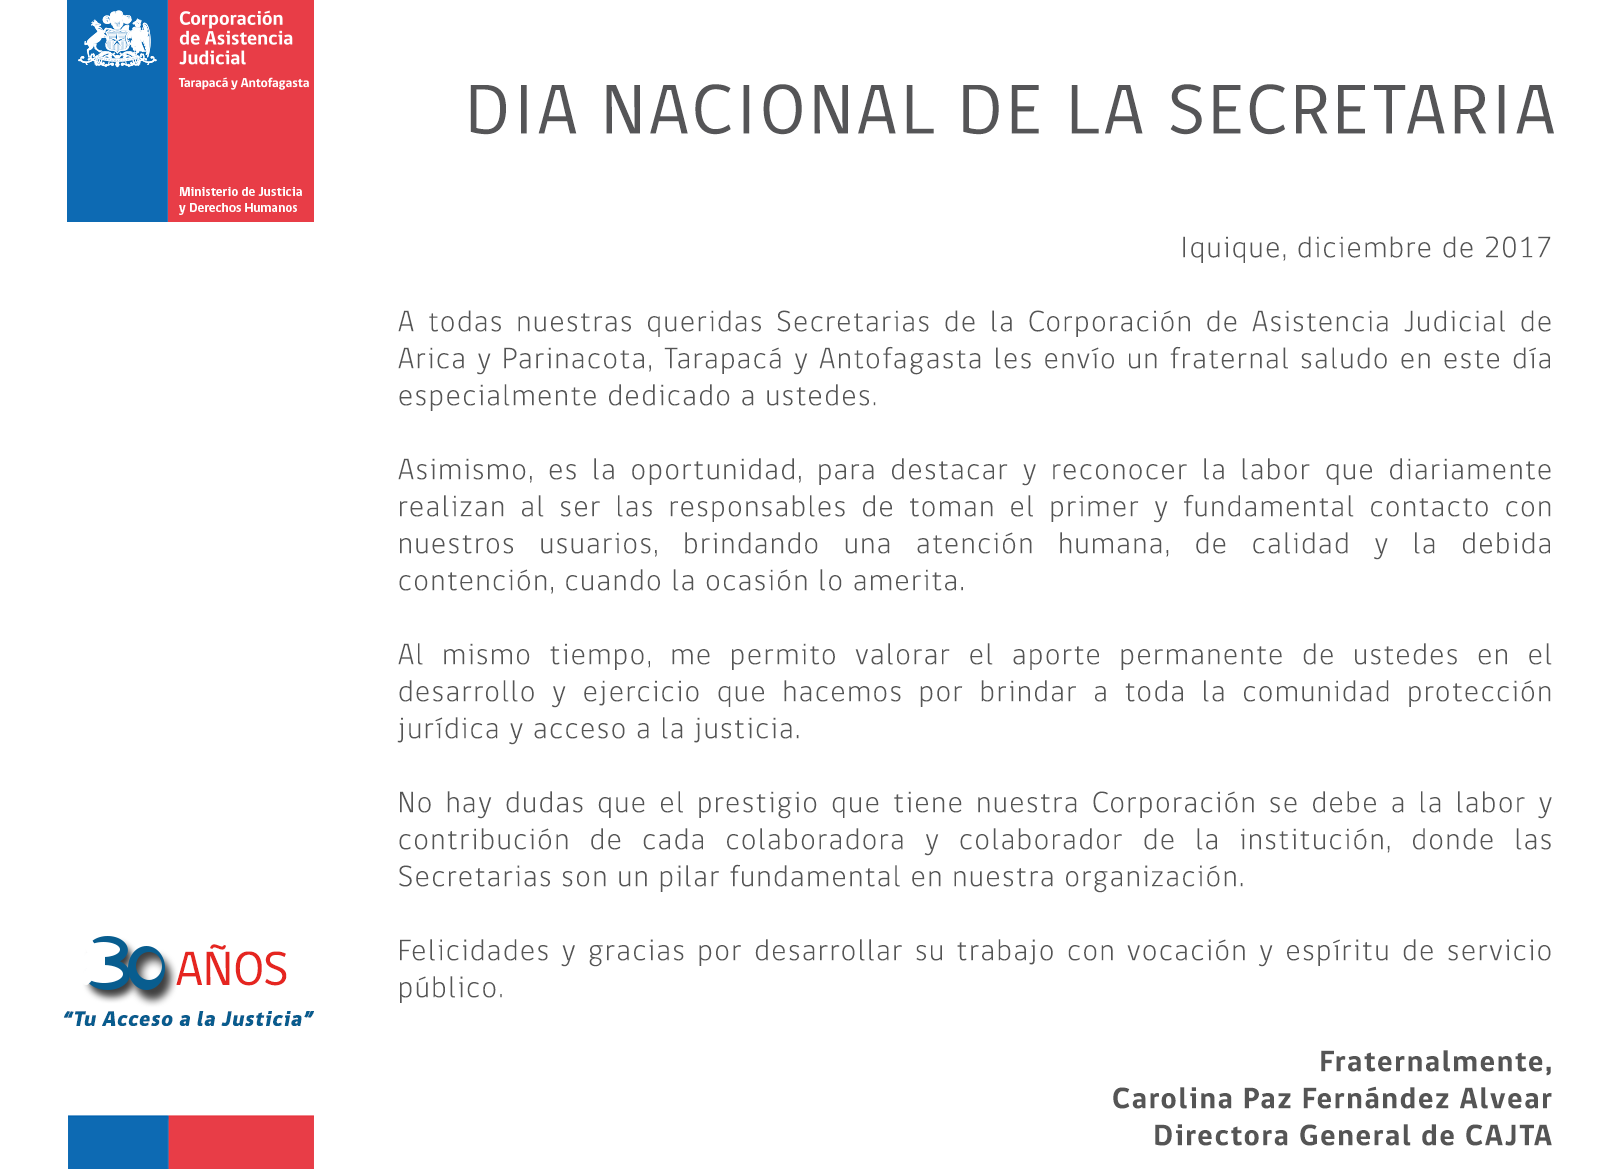 Corporación
de Asistencia
Judicial
Tarapacá y Antofagasta
Ministerio de Justicia
y Derechos Humanos
DIA NACIONAL DE LA SECRETARIA
Iquique, diciembre de 2017
A todas nuestras queridas Secretarias de la Corporación de Asistencia Judicial de
Arica y Parinacota, Tarapacá y Antofagasta les envío un fraternal saludo en este día
especialmente dedicado a ustedes.
Asimismo, es la oportunidad, para destacar y reconocer la labor que diariamente
realizan al ser las responsables de toman el primer y fundamental contacto con
nuestros usuarios, brindando una atención humana, de calidad y la debida
contención, cuando la ocasión lo amerita.
Al mismo tiempo, me permito valorar el aporte permanente de ustedes en el
desarrollo y ejercicio que hacemos por brindar a toda la comunidad protección
jurídica y acceso a la justicia.
No hay dudas que el prestigio que tiene nuestra Corporación se debe a la labor y
contribución de cada colaboradora y colaborador de la institución, donde las
Secretarias son un pilar fundamental en nuestra organización.
Felicidades y gracias por desarrollar su trabajo con vocación y espíritu de servicio
público.
30 AÑOS
“Tu Acceso a la Justicia”
Fraternalmente,
Carolina Paz Fernández Alvear
Directora General de CAJTA